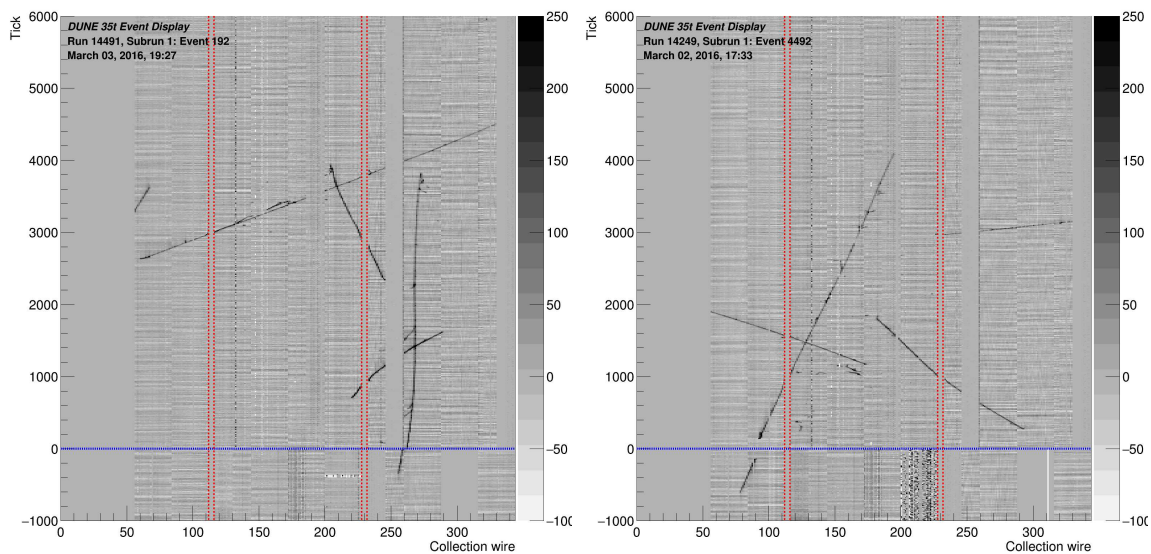 DUNE 35t Event Display
Run 14491, Subrun 1: Event 192
March 03, 2016, 19:27
Tick
6000
5000
4000
3000
2000
1000
0
−1000
0 50 100 150 200 250 300
Collection wire
250
200
150
100
50
0
−50
−100
DUNE 35t Event Display
Run 14249, Subrun 1: Event 4492
March 02, 2016, 17:33
Tick
6000
5000
4000
3000
2000
1000
0
−1000
0 50 100 150 200 250 300
Collection wire
250
200
150
100
50
0
−50
−100